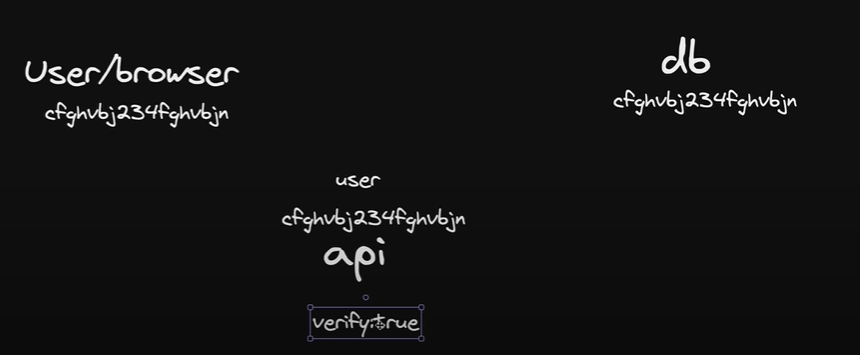 User/browser
cfghvbj234fghvbjn
db
cfghvbj234fghvbjn
user
cfghvbj234fghvbjn
api
verify:true